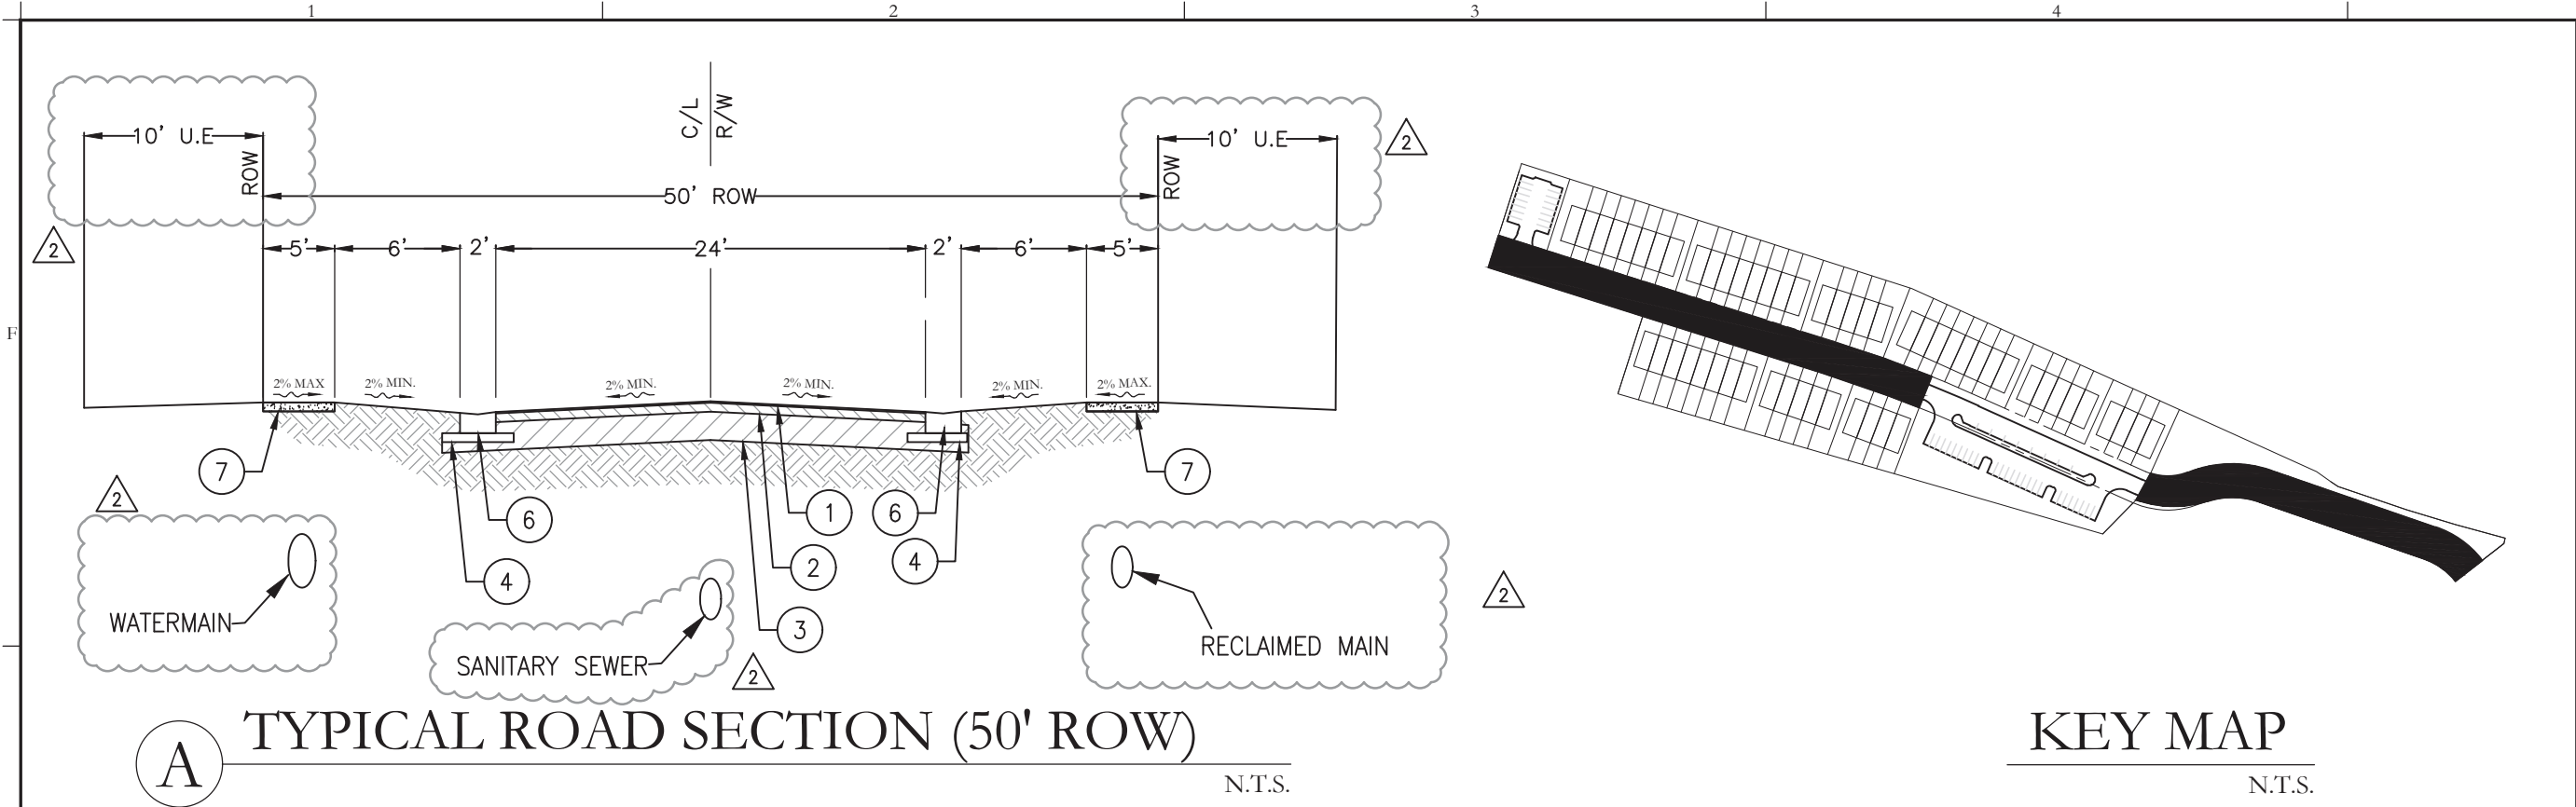 1 2 3 4
F
C/L
R/W
10' U.E
10' U.E
2
ROW
ROW
50' ROW
2
5' 6' 2' 24' 2' 6' 5'
2% MAX 2% MIN. 2% MIN. 2% MIN. 2% MIN. 2% MAX.
7
7
2
6
1
6
2
4
4
2
WATERMAIN
3
SANITARY SEWER
2
RECLAIMED MAIN
A
TYPICAL ROAD SECTION (50' ROW)
N.T.S.
KEY MAP
N.T.S.